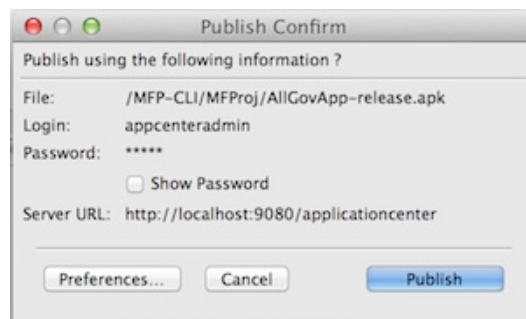 Publish Confirm
Publish using the following information ?
File: /MFP-CLI/MFProj/AllGovApp-release.apk
Login: appcenteradmin
Password: *****
Show Password
Server URL: http://localhost:9080/applicationcenter
Preferences... Cancel Publish